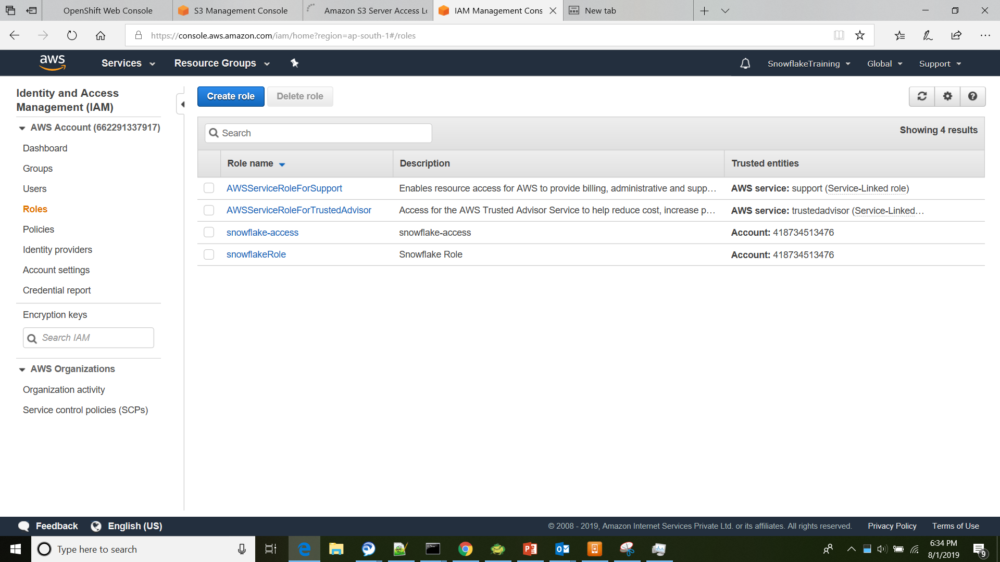 OpenShift Web Console
S3 Management Console
Amazon S3 Server Access Lo
IAM Management Cons
New tab
https://console.aws.amazon.com/iam/home?region=ap-south-1#/roles
aws
Services
Resource Groups
SnowflakeTraining
Global
Support
Identity and Access
Management (IAM)
AWS Account (662291337917)
Dashboard
Groups
Users
Roles
Policies
Identity providers
Account settings
Credential report
Encryption keys
Search IAM
AWS Organizations
Organization activity
Service control policies (SCPs)
Create role
Delete role
Search
Showing 4 results
Role name
Description
Trusted entities
AWSServiceRoleForSupport
Enables resource access for AWS to provide billing, administrative and supp…
AWS service: support (Service-Linked role)
AWSServiceRoleForTrustedAdvisor
Access for the AWS Trusted Advisor Service to help reduce cost, increase p…
AWS service: trustedadvisor (Service-Linked…
snowflake-access
snowflake-access
Account: 418734513476
snowflakeRole
Snowflake Role
Account: 418734513476
Feedback
English (US)
© 2008 - 2019, Amazon Internet Services Private Ltd. or its affiliates. All rights reserved.
Privacy Policy
Terms of Use
Type here to search
6:34 PM
8/1/2019
9